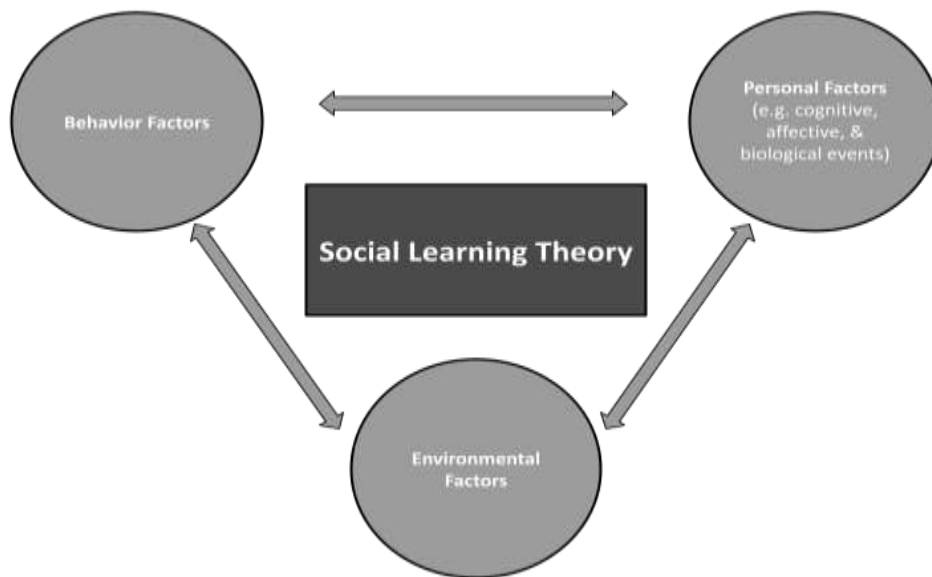 Behavior Factors
Personal Factors
(e.g. cognitive,
affective, &
biological events)
Social Learning Theory
Environmental
Factors